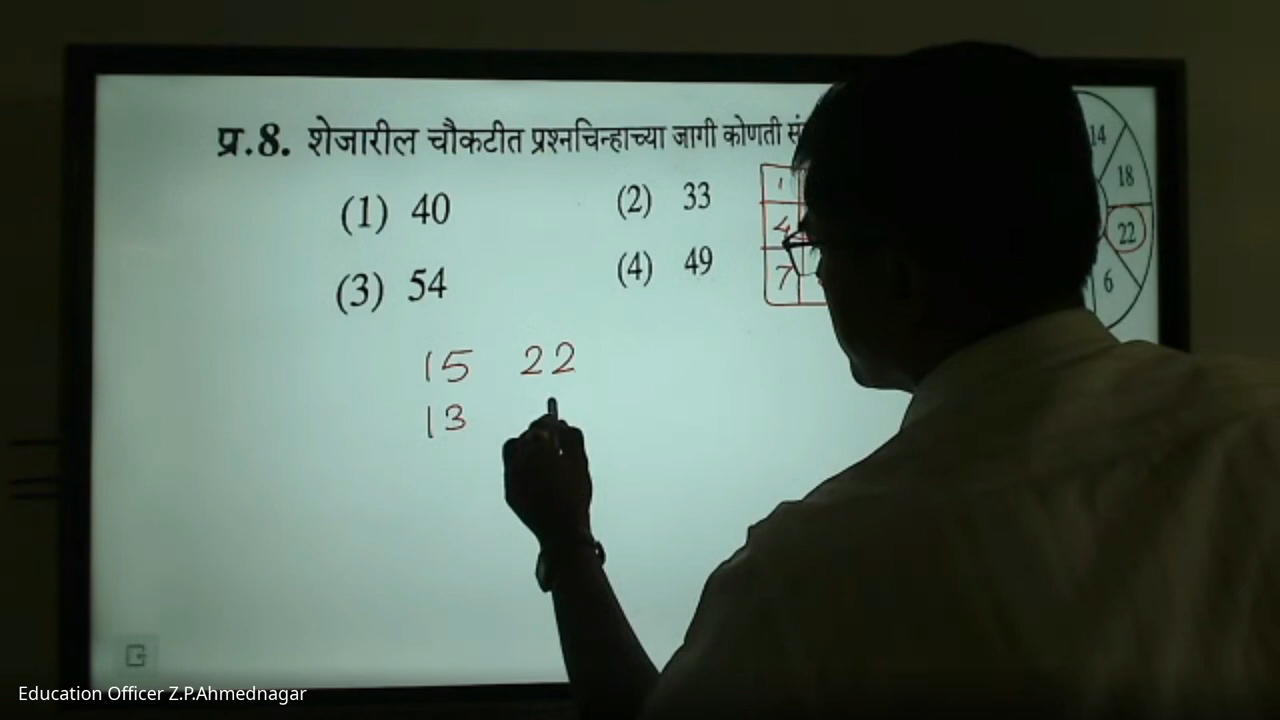 प्र.8. शेजारील चौकटीत प्रश्नचिन्हाच्या जागी कोणती
(1) 40 (2) 33
(3) 54 (4) 49
1
4
7
14
18
22
6
15 22
13
Education Officer Z.P.Ahmednagar